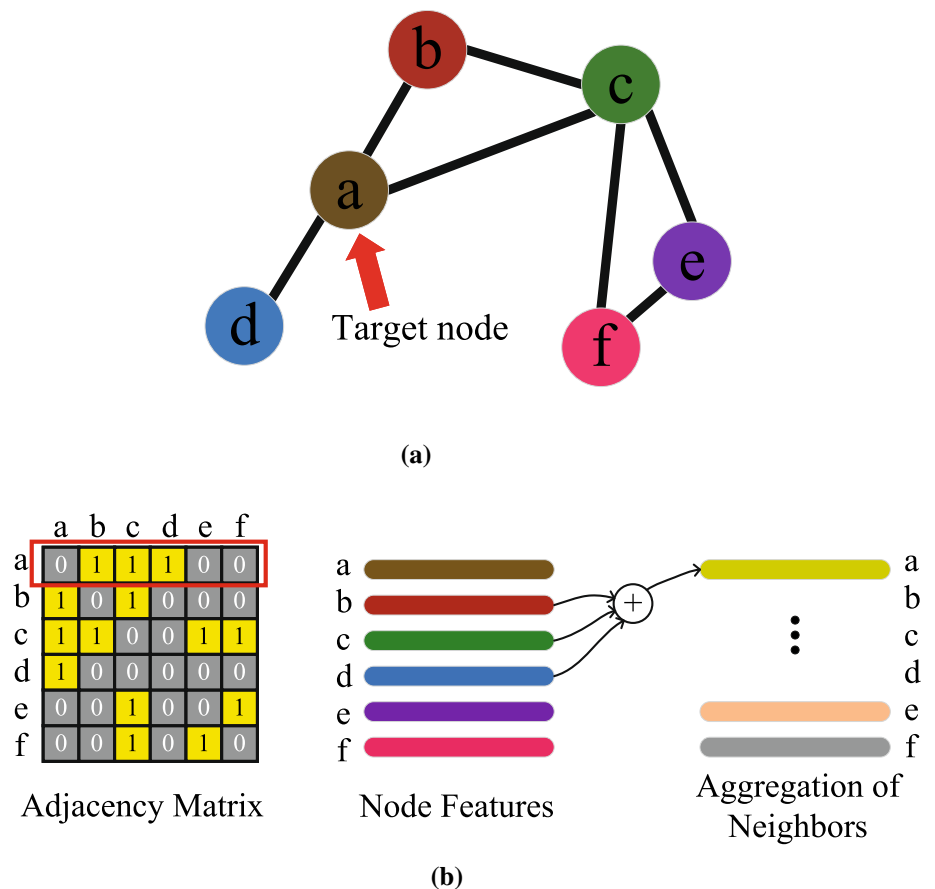 b
c
a
e
d
Target node
f
(a)
a b c d e f
a 0 1 1 1 0 0
b 1 0 1 0 0 0
c 1 1 0 0 1 1
d 1 0 0 0 0 0
e 0 0 1 0 0 1
f 0 0 1 0 1 0
Adjacency Matrix
a
b
c
d
e
f
+
Node Features
a
b
c
d
e
f
Aggregation of
Neighbors
(b)